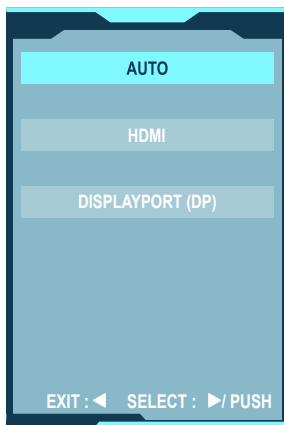 AUTO
HDMI
DISPLAYPORT (DP)
EXIT : ◀ SELECT : ▶/ PUSH